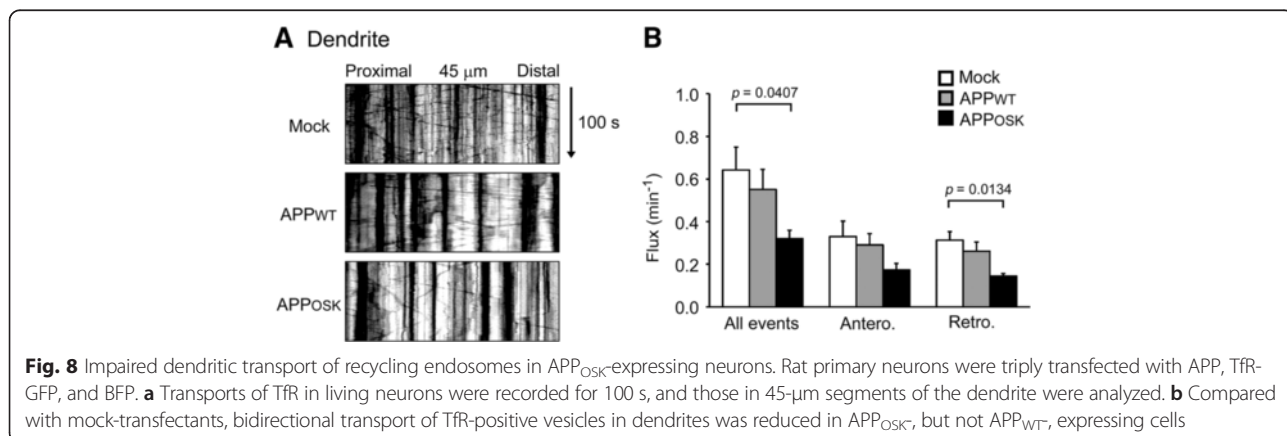 A Dendrite
Proximal 45 μm Distal
Mock
100 s
APPWT
APPOSK
B
Mock
APPWT
APPOSK
p = 0.0407
p = 0.0134
1.0
0.8
0.6
0.4
0.2
0.0
Flux (min⁻¹)
All events Antero. Retro.
Fig. 8 Impaired dendritic transport of recycling endosomes in APPOSK-expressing neurons. Rat primary neurons were triply transfected with APP, TfR-
GFP, and BFP. a Transports of TfR in living neurons were recorded for 100 s, and those in 45-μm segments of the dendrite were analyzed. b Compared
with mock-transfectants, bidirectional transport of TfR-positive vesicles in dendrites was reduced in APPOSK-, but not APPWT-, expressing cells